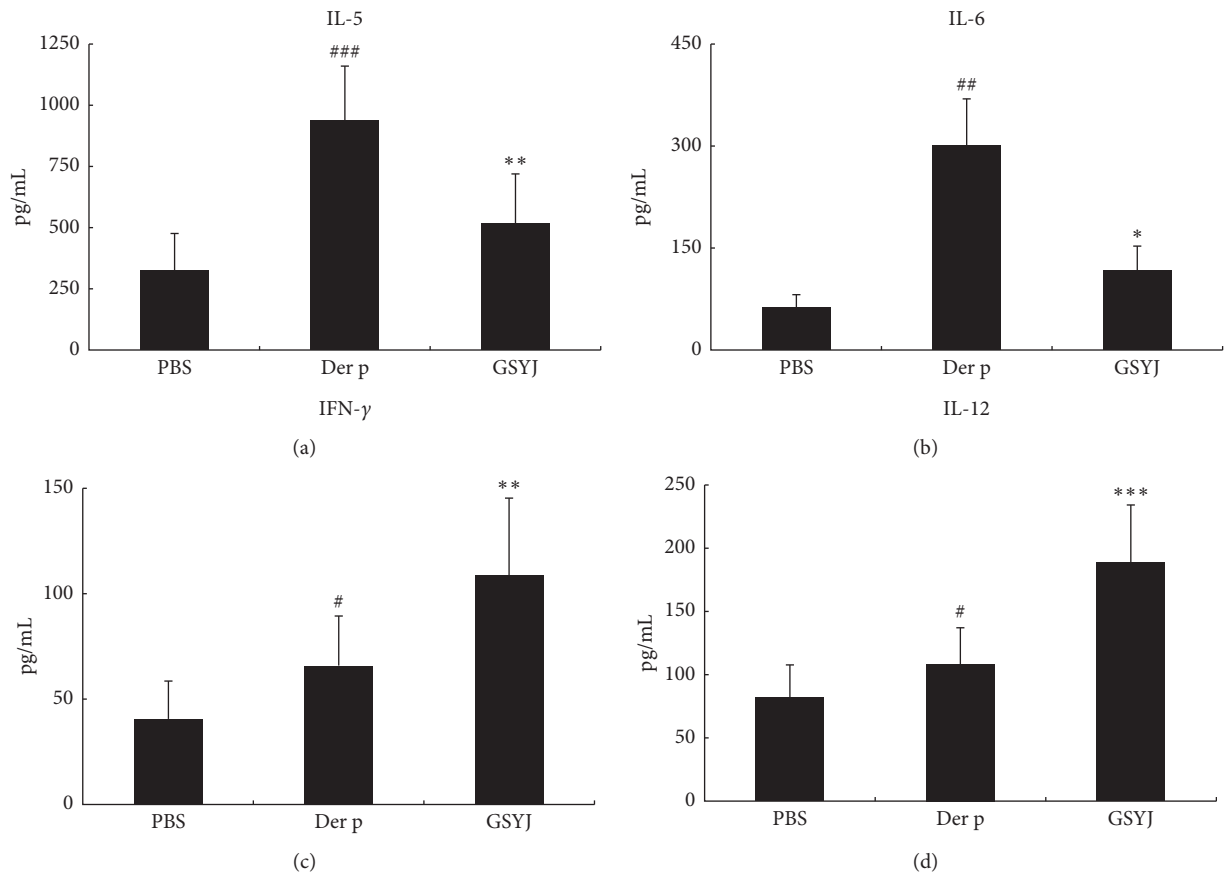 IL-5
1250
1000
750
500
250
0
pg/mL
###
**
PBS Der p GSYJ
(a)
IL-6
450
300
150
0
pg/mL
##
*
PBS Der p GSYJ
(b)
IFN-γ
150
100
50
0
pg/mL
#
**
PBS Der p GSYJ
(c)
IL-12
250
200
150
100
50
0
pg/mL
#
***
PBS Der p GSYJ
(d)